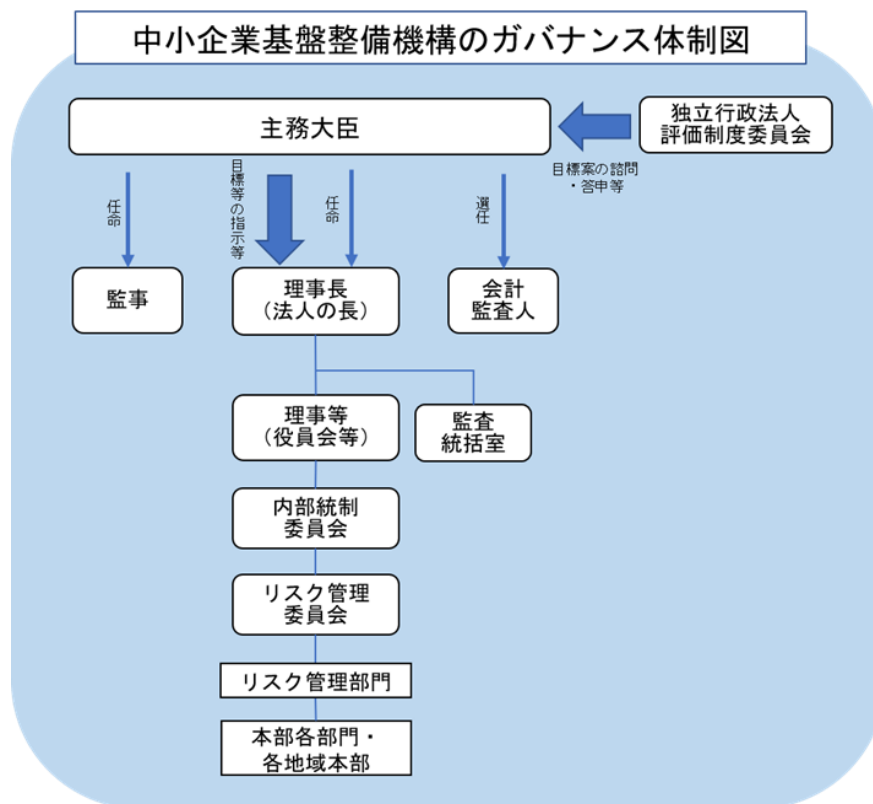 中小企業基盤整備機構のガバナンス体制図
主務大臣
独立行政法人
評価制度委員会
目標案の諮問
・答申等
任命
目標等の指示等
任命
選任
監事
理事長
（法人の長）
会計
監査人
理事等
（役員会等）
監査
統括室
内部統制
委員会
リスク管理
委員会
リスク管理部門
本部各部門・
各地域本部